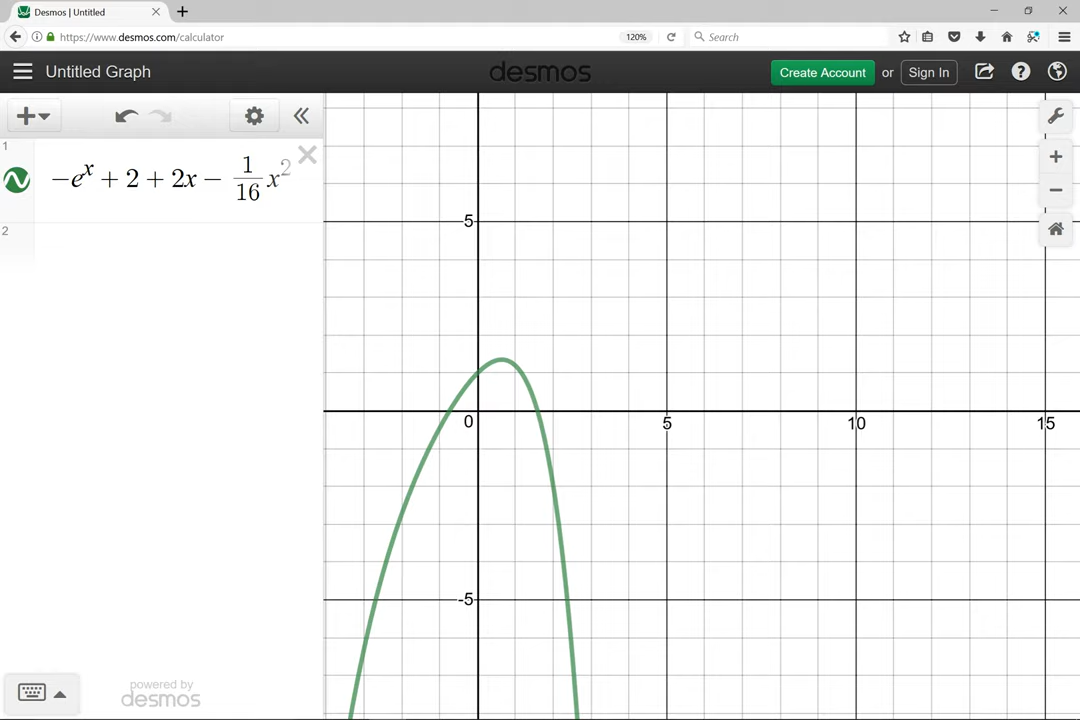 Desmos | Untitled
https://www.desmos.com/calculator
120%
Search
Untitled Graph
desmos
Create Account or Sign In
1
−e^x + 2 + 2x − 1/16 x^2
2
5
0
5
10
15
-5
powered by
desmos